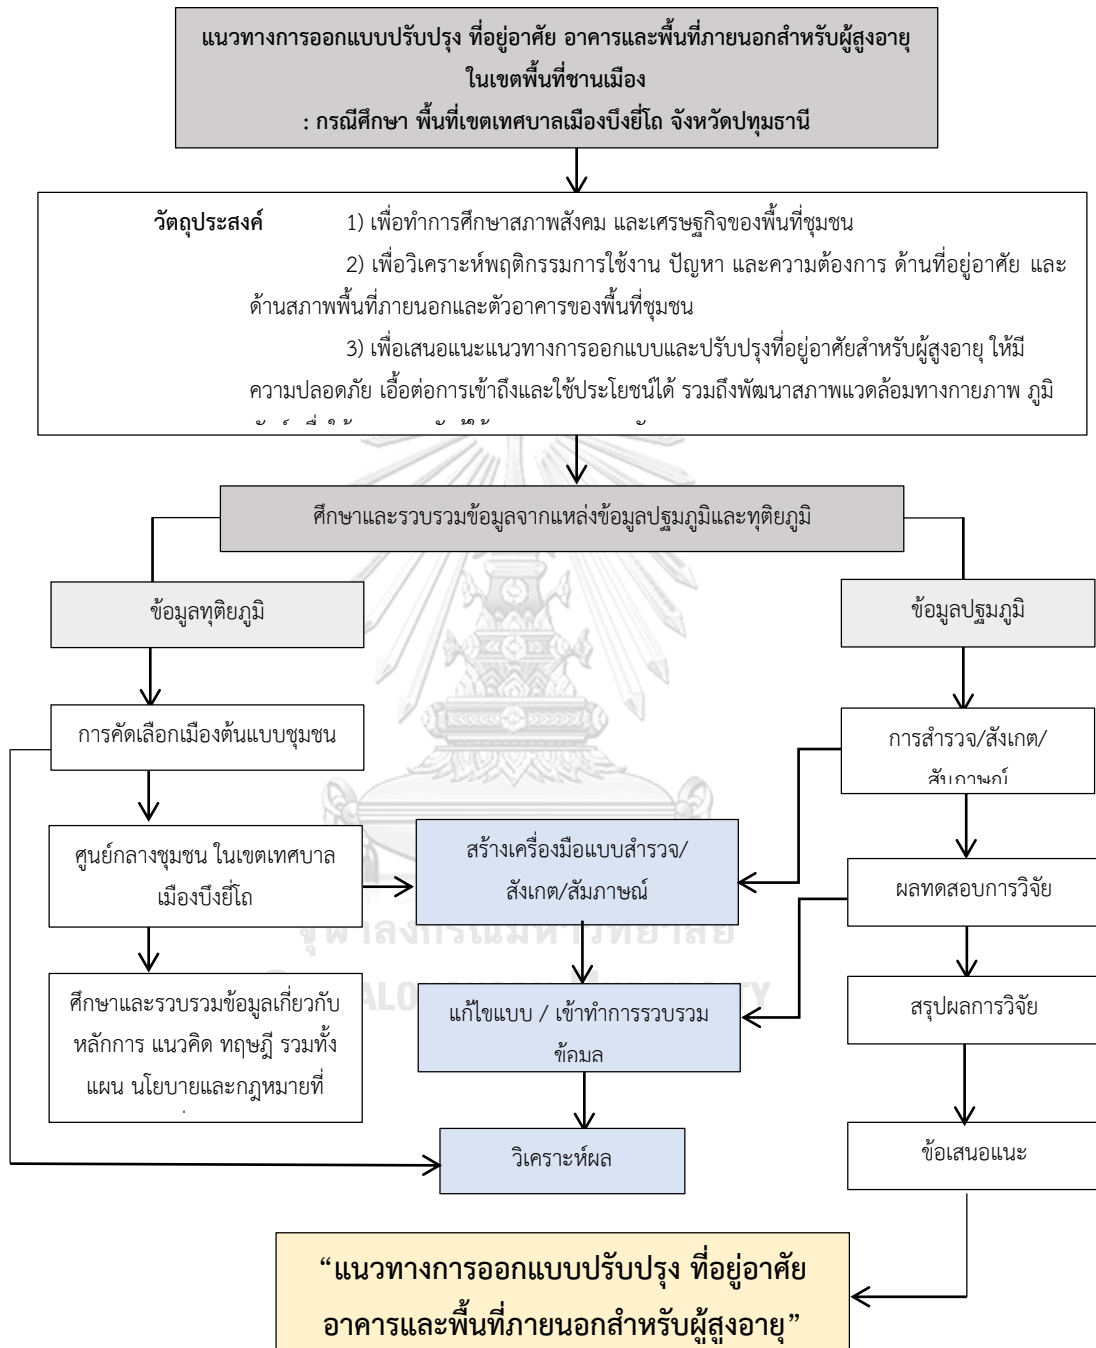 แนวทางการออกแบบปรับปรุง ที่อยู่อาศัย อาคารและพื้นที่ภายนอกสำหรับผู้สูงอายุ
ในเขตพื้นที่ชานเมือง
: กรณีศึกษา พื้นที่เขตเทศบาลเมืองบึงยี่โถ จังหวัดปทุมธานี
วัตถุประสงค์ 1) เพื่อทำการศึกษาสภาพสังคม และเศรษฐกิจของพื้นที่ชุมชน
2) เพื่อวิเคราะห์พฤติกรรมการใช้งาน ปัญหา และความต้องการ ด้านที่อยู่อาศัย และ
ด้านสภาพพื้นที่ภายนอกและตัวอาคารของพื้นที่ชุมชน
3) เพื่อเสนอแนะแนวทางการออกแบบและปรับปรุงที่อยู่อาศัยสำหรับผู้สูงอายุ ให้มี
ความปลอดภัย เอื้อต่อการเข้าถึงและใช้ประโยชน์ได้ รวมถึงพัฒนาสภาพแวดล้อมทางกายภาพ ภูมิ
ศึกษาและรวบรวมข้อมูลจากแหล่งข้อมูลปฐมภูมิและทุติยภูมิ
ข้อมูลทุติยภูมิ
ข้อมูลปฐมภูมิ
การคัดเลือกเมืองต้นแบบชุมชน
การสำรวจ/สังเกต/
สัมภาษณ์
ศูนย์กลางชุมชน ในเขตเทศบาล
เมืองบึงยี่โถ
สร้างเครื่องมือแบบสำรวจ/
สังเกต/สัมภาษณ์
ผลทดสอบการวิจัย
จุฬาลงกรณ์มหาวิทยาลัย
ศึกษาและรวบรวมข้อมูลเกี่ยวกับ
หลักการ แนวคิด ทฤษฎี รวมทั้ง
แผน นโยบายและกฎหมายที่
แก้ไขแบบ / เข้าทำการรวบรวม
ข้อมูล
สรุปผลการวิจัย
วิเคราะห์ผล
ข้อเสนอแนะ
“แนวทางการออกแบบปรับปรุง ที่อยู่อาศัย
อาคารและพื้นที่ภายนอกสำหรับผู้สูงอายุ”